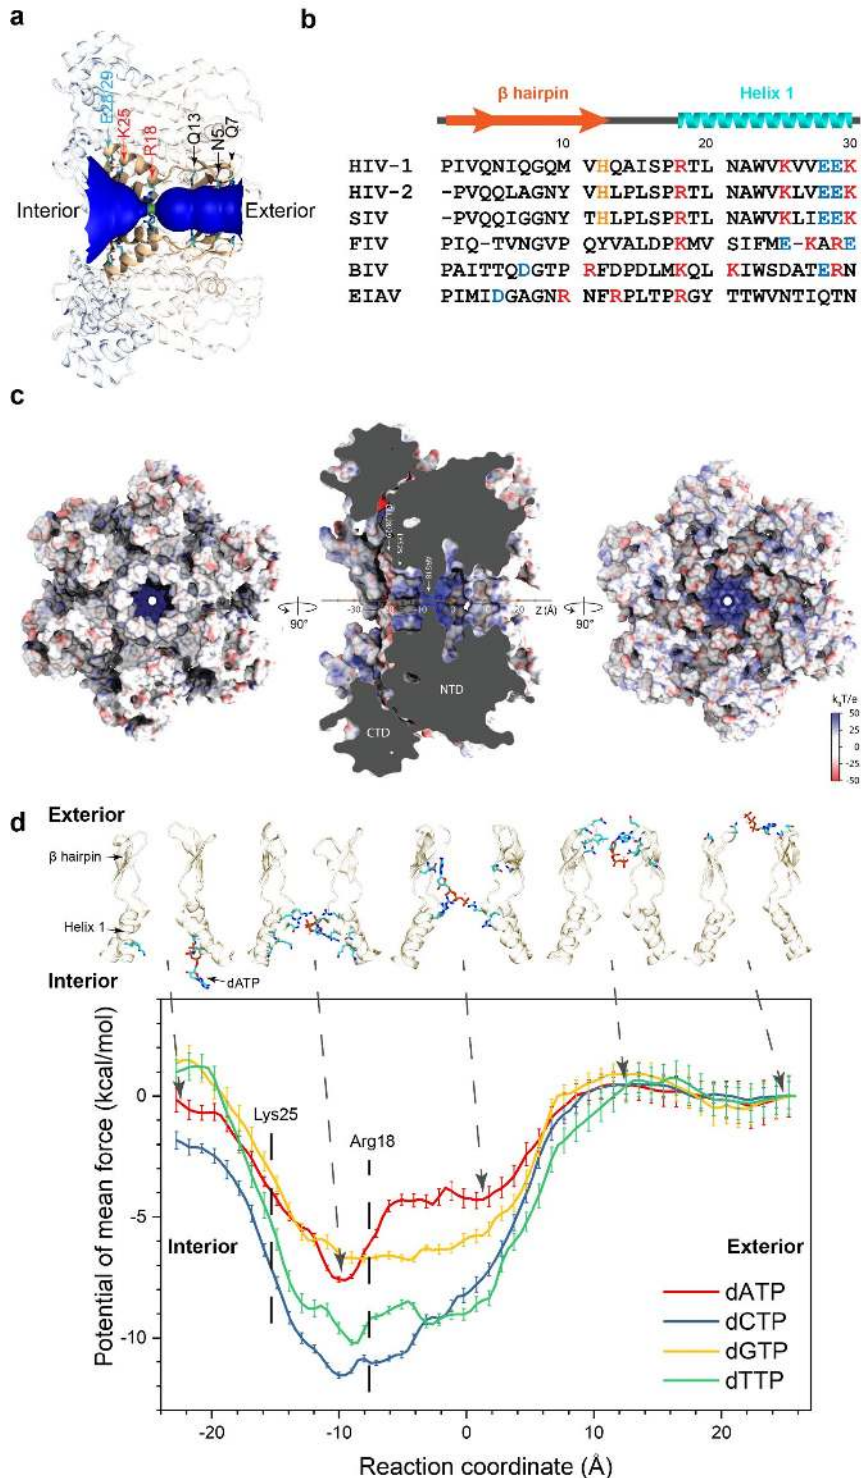 a
E28/29
K25
R18
Q13
N5
Q7
Interior
Exterior
b
β hairpin
Helix 1
10
20
30
HIV-1 PIVQNIQGQM VHQAISPRTL NAWVKVVEEK
HIV-2 -PVQQLAGNY VHLPLSPRTL NAWVKLVEEK
SIV -PVQQIGGNY THLPLSPRTL NAWVKLIEEK
FIV PIQ-TVNGVP QYVALDPKMV SIFME-KARE
BIV PAITTQDGTP RFDPDLMKQL KIWSDATERN
EIAV PIMIDGAGNR NFRPLTPRGY TTWVNTIQTN
c
90°
-30
20
Z (Å)
NTD
CTD
90°
kBT/e
50
25
0
-25
-50
d
Exterior
β hairpin
Helix 1
Interior
dATP
Potential of mean force (kcal/mol)
0
-5
-10
Lys25
Arg18
Interior
Exterior
dATP
dCTP
dGTP
dTTP
-20
-10
0
10
20
Reaction coordinate (Å)